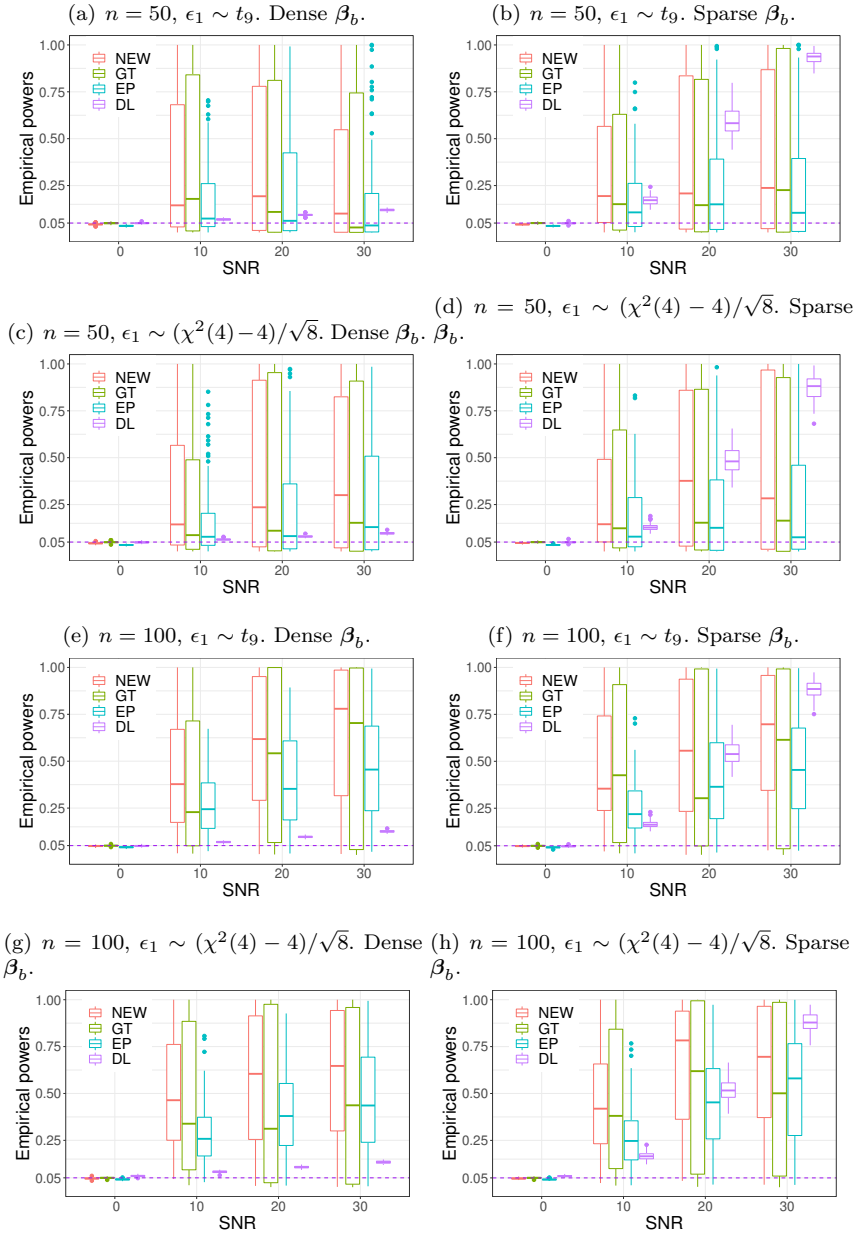 (a) n = 50, ϵ₁ ∼ t₉. Dense β_b.
(b) n = 50, ϵ₁ ∼ t₉. Sparse β_b.
Empirical powers
1.00
0.75
0.50
0.25
0.05
NEW
GT
EP
DL
0 10 20 30
SNR
Empirical powers
1.00
0.75
0.50
0.25
0.05
NEW
GT
EP
DL
0 10 20 30
SNR
(c) n = 50, ϵ₁ ∼ (χ²(4)−4)/√8. Dense β_b.
(d) n = 50, ϵ₁ ∼ (χ²(4) − 4)/√8. Sparse
β_b.
Empirical powers
1.00
0.75
0.50
0.25
0.05
NEW
GT
EP
DL
0 10 20 30
SNR
Empirical powers
1.00
0.75
0.50
0.25
0.05
NEW
GT
EP
DL
0 10 20 30
SNR
(e) n = 100, ϵ₁ ∼ t₉. Dense β_b.
(f) n = 100, ϵ₁ ∼ t₉. Sparse β_b.
Empirical powers
1.00
0.75
0.50
0.25
0.05
NEW
GT
EP
DL
0 10 20 30
SNR
Empirical powers
1.00
0.75
0.50
0.25
0.05
NEW
GT
EP
DL
0 10 20 30
SNR
(g) n = 100, ϵ₁ ∼ (χ²(4) − 4)/√8. Dense
β_b.
(h) n = 100, ϵ₁ ∼ (χ²(4) − 4)/√8. Sparse
β_b.
Empirical powers
1.00
0.75
0.50
0.25
0.05
NEW
GT
EP
DL
0 10 20 30
SNR
Empirical powers
1.00
0.75
0.50
0.25
0.05
NEW
GT
EP
DL
0 10 20 30
SNR